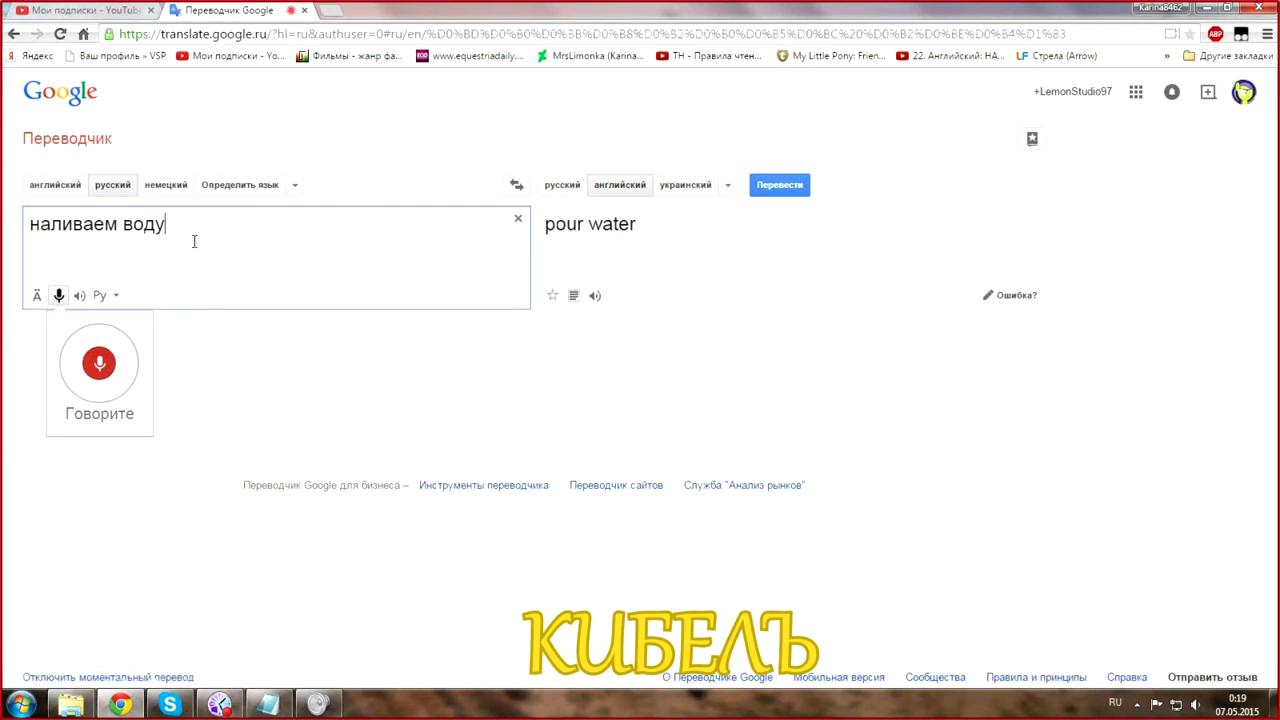 Мои подписки - YouTube
Переводчик Google
Karina8462
https://translate.google.ru/?hl=ru&authuser=0#ru/en/%D0%BD%D0%B0%D0%BB%D0%B8%D0%B2%D0%B0%D0%B5%D0%BC%20%D0%B2%D0%BE%D0%B4%D1%83
ABP
Яндекс Ваш профиль » VSP Мои подписки - Yo... Фильмы - жанр фа... www.equestriadaily.... MrsLimonka (Karina... TH - Правила чтен... My Little Pony: Frien... 22. Английский: НА... Стрела (Arrow) » Другие закладки
Google
+LemonStudio97
Переводчик
английский русский немецкий Определить язык
русский английский украинский Перевести
наливаем воду
pour water
Ä Ру
Ошибка?
Говорите
Переводчик Google для бизнеса – Инструменты переводчика Переводчик сайтов Служба "Анализ рынков"
КИБЕЛЪ
Отключить моментальный перевод
О Переводчике Google Мобильная версия Сообщества Правила и принципы Справка Отправить отзыв
RU
0:19
07.05.2015